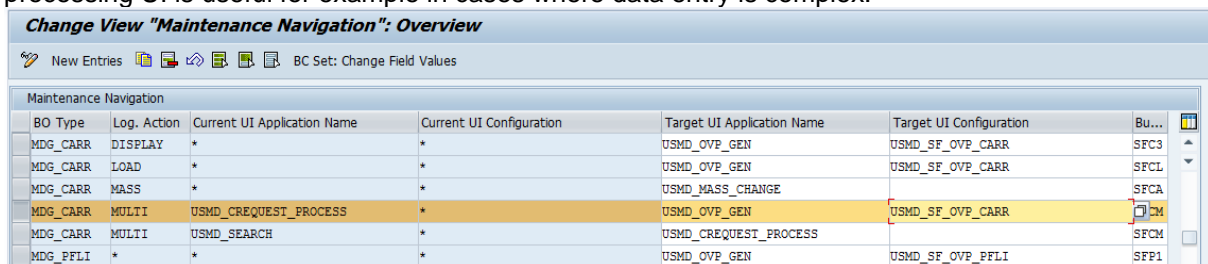 processing UI is useful for example in cases where data entry is complex.
Change View "Maintenance Navigation": Overview
New Entries BC Set: Change Field Values
Maintenance Navigation
BO Type Log. Action Current UI Application Name Current UI Configuration Target UI Application Name Target UI Configuration Bu...
MDG_CARR DISPLAY * * USMD_OVP_GEN USMD_SF_OVP_CARR SFC3
MDG_CARR LOAD * * USMD_OVP_GEN USMD_SF_OVP_CARR SFCL
MDG_CARR MASS * * USMD_MASS_CHANGE SFCA
MDG_CARR MULTI USMD_CREQUEST_PROCESS * USMD_OVP_GEN USMD_SF_OVP_CARR CM
MDG_CARR MULTI USMD_SEARCH * USMD_CREQUEST_PROCESS SFCM
MDG_PFLI * * * USMD_OVP_GEN USMD_SF_OVP_PFLI SFP1